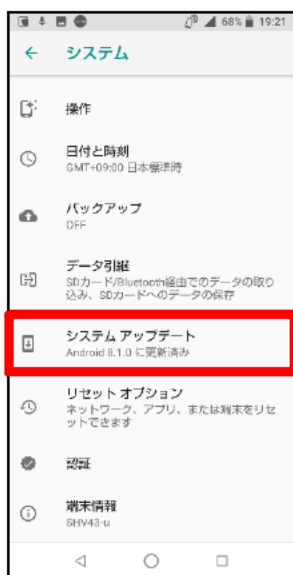 68% 19:21
システム
操作
日付と時刻
GMT+09:00 日本標準時
バックアップ
OFF
データ引継
SDカード/Bluetooth経由でのデータの取り
込み、SDカードへのデータの保存
システム アップデート
Android 8.1.0 に更新済み
リセット オプション
ネットワーク、アプリ、または端末をリセ
ットできます
認証
端末情報
SHV43-u